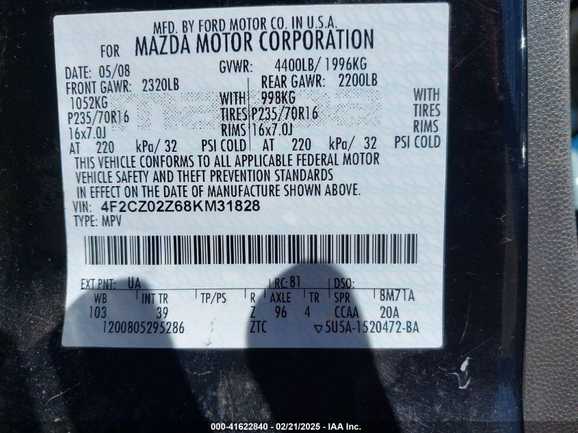 MFD. BY FORD MOTOR CO. IN U.S.A.
FOR MAZDA MOTOR CORPORATION
DATE: 05/08 GVWR: 4400LB/ 1996KG
FRONT GAWR: 2320LB REAR GAWR: 2200LB
1052KG WITH 998KG WITH
P235/70R16 TIRES P235/70R16 TIRES
16x7.0J RIMS 16x7.0J RIMS
AT 220 kPa/ 32 PSI COLD AT 220 kPa/ 32 PSI COLD
THIS VEHICLE CONFORMS TO ALL APPLICABLE FEDERAL MOTOR
VEHICLE SAFETY AND THEFT PREVENTION STANDARDS
IN EFFECT ON THE DATE OF MANUFACTURE SHOWN ABOVE.
VIN: 4F2CZ02Z68KM31828
TYPE: MPV
EXT PNT: UA RC: 81 DSO:
WB INT TR TP/PS R AXLE TR SPR 8M71A
103 39 Z 96 4 CCAA 20A
1200805295286 ZTC ▽5U5A-1520472-BA
000-41622840 – 02/21/2025 – IAA Inc.